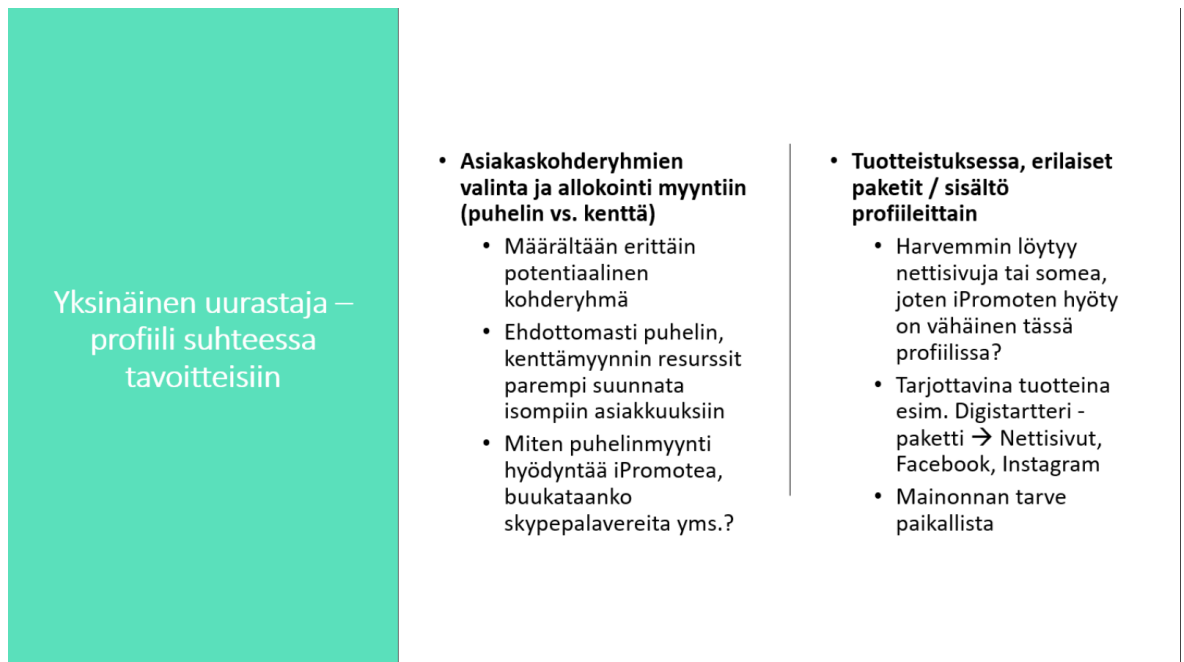 Yksinäinen uurastaja –
profiili suhteessa
tavoitteisiin
• Asiakaskohderyhmien
valinta ja allokointi myyntiin
(puhelin vs. kenttä)
• Määrältään erittäin
potentiaalinen
kohderyhmä
• Ehdottomasti puhelin,
kenttämyynnin resurssit
parempi suunnata
isompiin asiakkuuksiin
• Miten puhelinmyynti
hyödyntää iPromotea,
buukataanko
skypepalavereita yms.?
• Tuotteistuksessa, erilaiset
paketit / sisältö
profiileittain
• Harvemmin löytyy
nettisivuja tai somea,
joten iPromoten hyöty
on vähäinen tässä
profiilissa?
• Tarjottavina tuotteina
esim. Digistartteri -
paketti → Nettisivut,
Facebook, Instagram
• Mainonnan tarve
paikallista